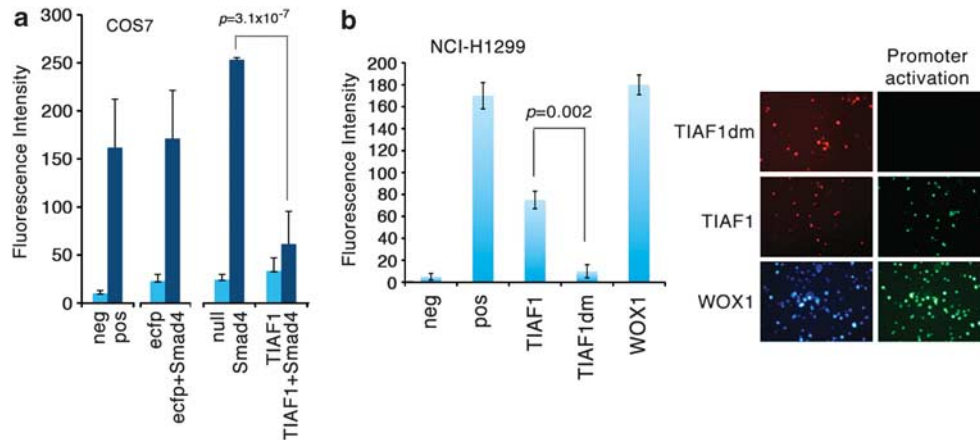 a
COS7
p=3.1x10-7
Fluorescence Intensity
300
250
200
150
100
50
0
neg
pos
ecfp
ecfp+Smad4
null
Smad4
TIAF1
TIAF1+Smad4
b
NCI-H1299
p=0.002
Fluorescence Intensity
200
180
160
140
120
100
80
60
40
20
0
neg
pos
TIAF1
TIAF1dm
WOX1
Promoter
activation
TIAF1dm
TIAF1
WOX1